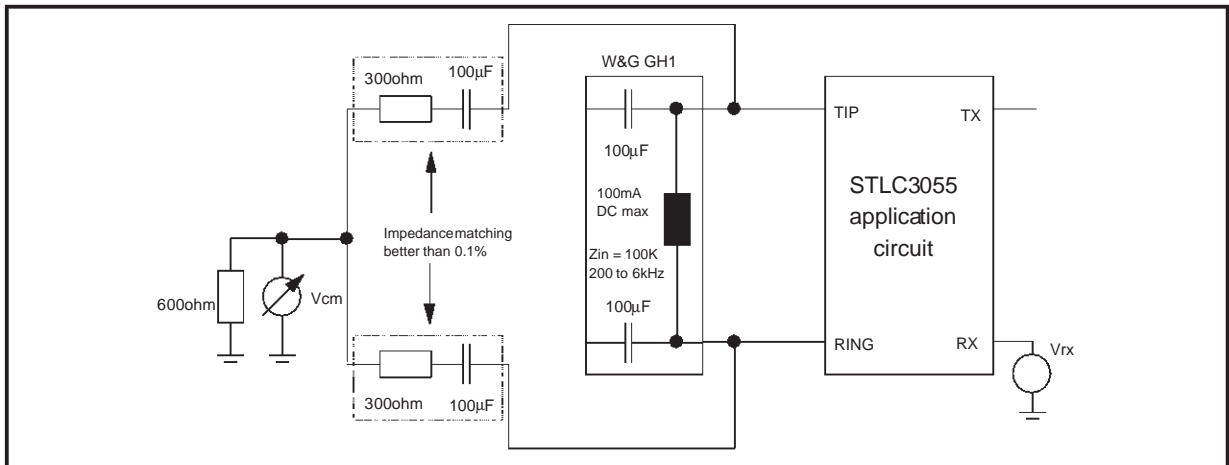 W&G GH1
100µF
300ohm
100µF
TIP
TX
100µF
STLC3055
application
circuit
100mA
DC max
Impedancematching
better than 0.1%
Zin = 100K
200 to 6kHz
600ohm
Vcm
100µF
RING
RX
Vrx
300ohm
100µF